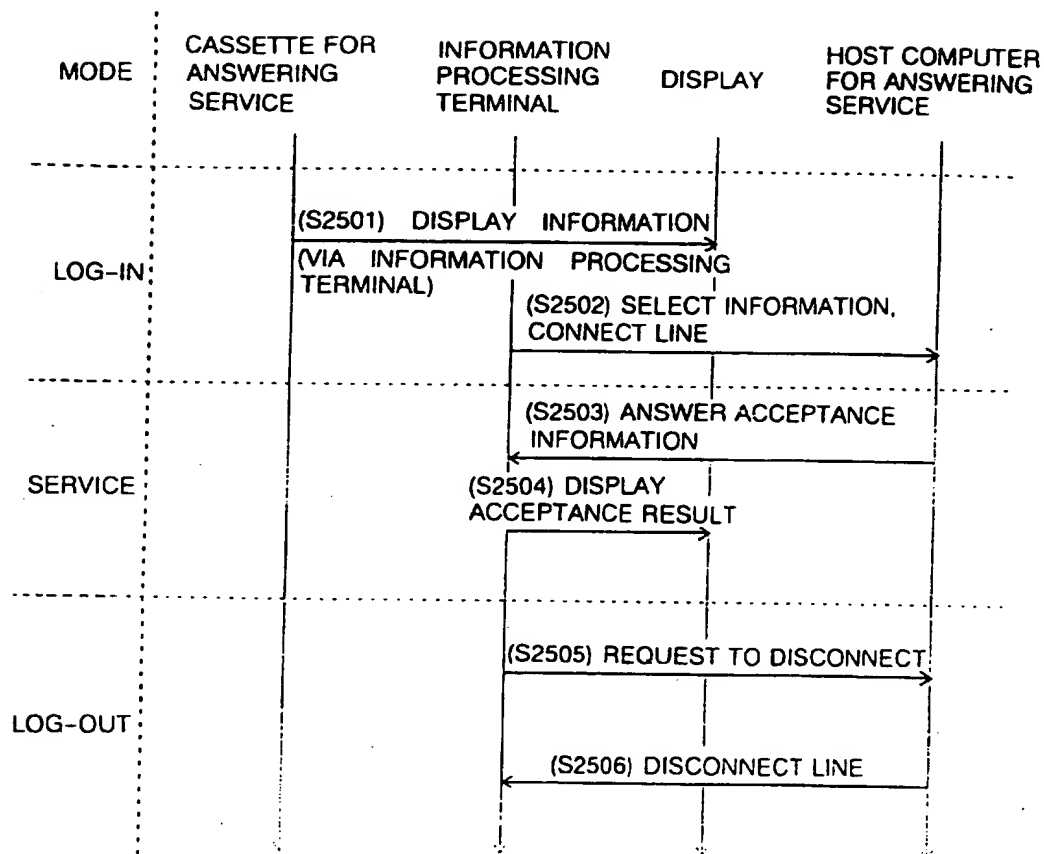 MODE
CASSETTE FOR
ANSWERING
SERVICE
INFORMATION
PROCESSING
TERMINAL
DISPLAY
HOST COMPUTER
FOR ANSWERING
SERVICE
LOG-IN
(S2501) DISPLAY INFORMATION
(VIA INFORMATION PROCESSING
TERMINAL)
(S2502) SELECT INFORMATION,
CONNECT LINE
SERVICE
(S2503) ANSWER ACCEPTANCE
INFORMATION
(S2504) DISPLAY
ACCEPTANCE RESULT
LOG-OUT
(S2505) REQUEST TO DISCONNECT
(S2506) DISCONNECT LINE